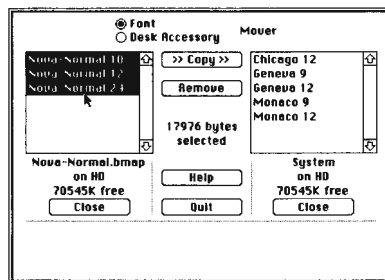 Font
Desk Accessory
Mover
Nova-Normal 10
Nova-Normal 12
Nova-Normal 24
>> Copy >>
Remove
17976 bytes
selected
Chicago 12
Geneva 9
Geneva 12
Monaco 9
Monaco 12
Nova-Normal.bmap
on HD
70545K free
Close
Help
Quit
System
on HD
70545K free
Close